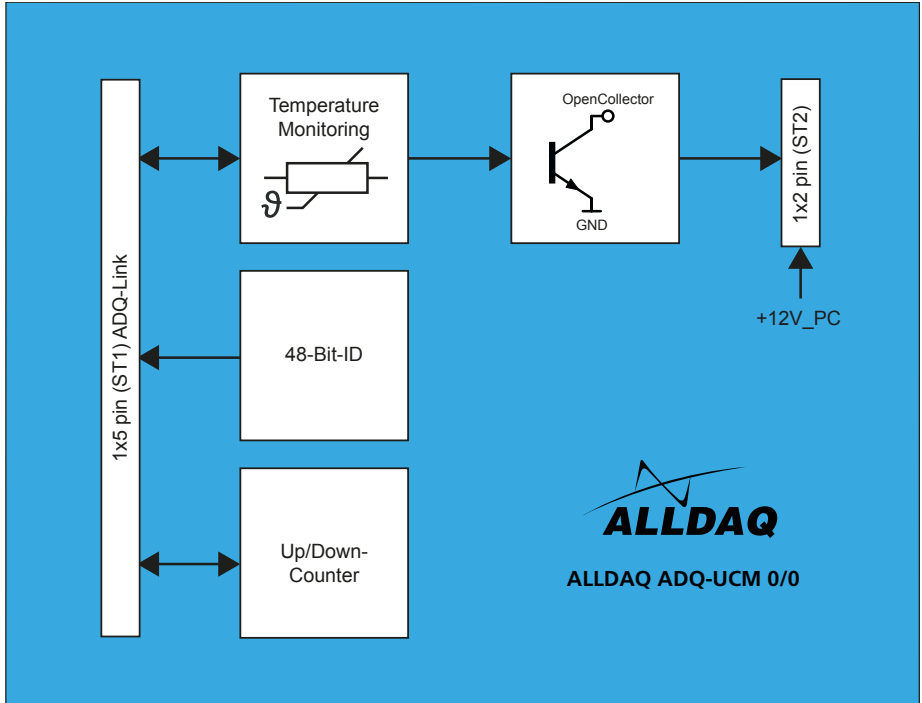 Temperature
Monitoring
ϑ
OpenCollector
GND
1x2 pin (ST2)
+12V_PC
1x5 pin (ST1) ADQ-Link
48-Bit-ID
Up/Down-
Counter
ALLDAQ
ALLDAQ ADQ-UCM 0/0